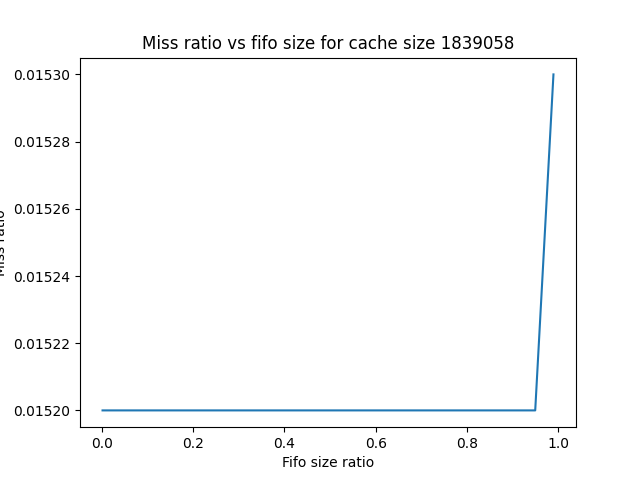 Miss ratio vs fifo size for cache size 1839058
0.01530
0.01528
0.01526
0.01524
0.01522
0.01520
Miss ratio
0.0 0.2 0.4 0.6 0.8 1.0
Fifo size ratio